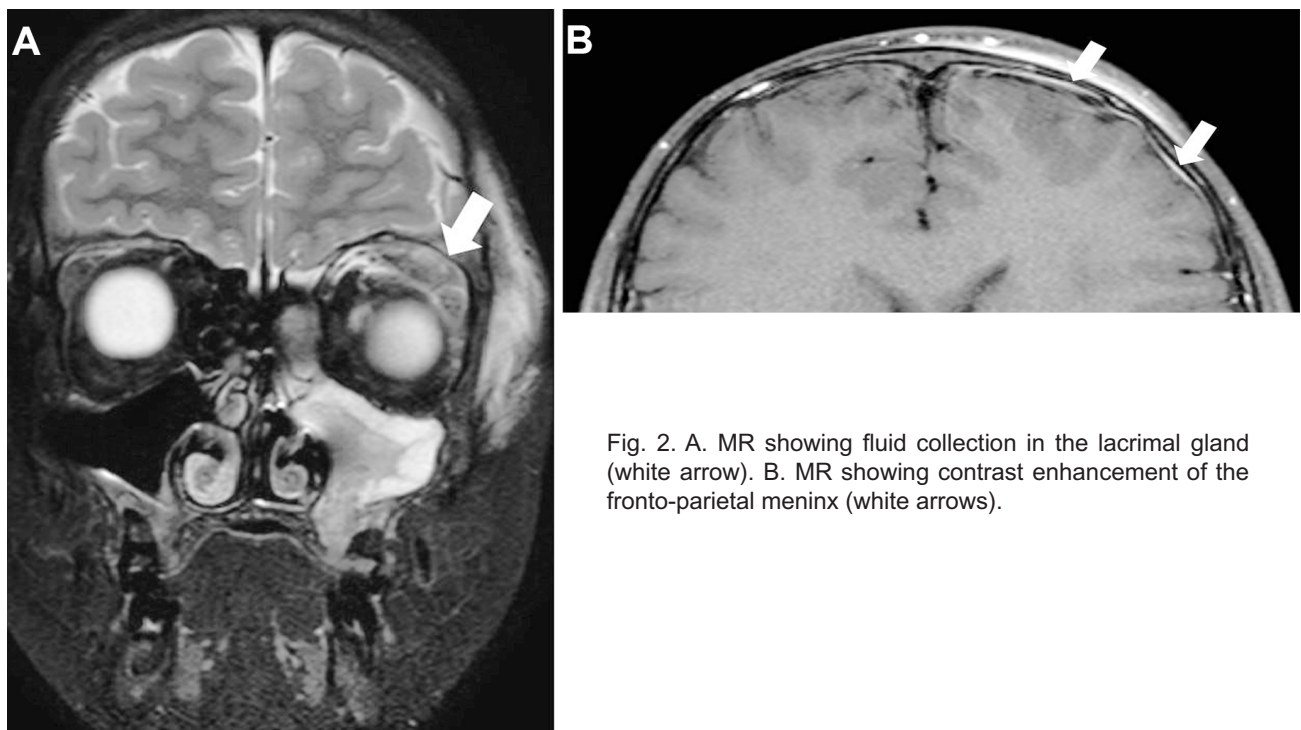 A
B
Fig. 2. A. MR showing fluid collection in the lacrimal gland
(white arrow). B. MR showing contrast enhancement of the
fronto-parietal meninx (white arrows).